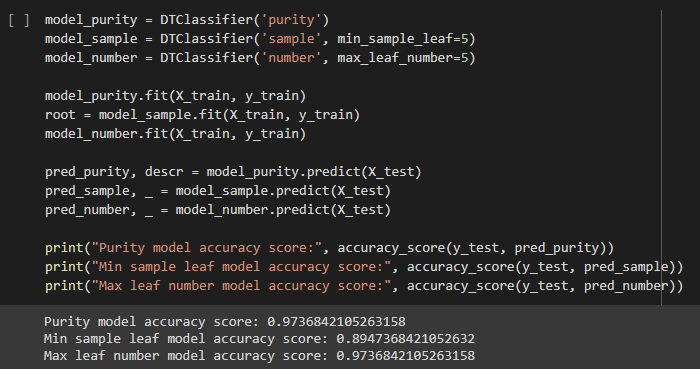 [ ] model_purity = DTClassifier('purity')
model_sample = DTClassifier('sample', min_sample_leaf=5)
model_number = DTClassifier('number', max_leaf_number=5)
model_purity.fit(X_train, y_train)
root = model_sample.fit(X_train, y_train)
model_number.fit(X_train, y_train)
pred_purity, descr = model_purity.predict(X_test)
pred_sample, _ = model_sample.predict(X_test)
pred_number, _ = model_number.predict(X_test)
print("Purity model accuracy score:", accuracy_score(y_test, pred_purity))
print("Min sample leaf model accuracy score:", accuracy_score(y_test, pred_sample))
print("Max leaf number model accuracy score:", accuracy_score(y_test, pred_number))
Purity model accuracy score: 0.9736842105263158
Min sample leaf model accuracy score: 0.8947368421052632
Max leaf number model accuracy score: 0.9736842105263158